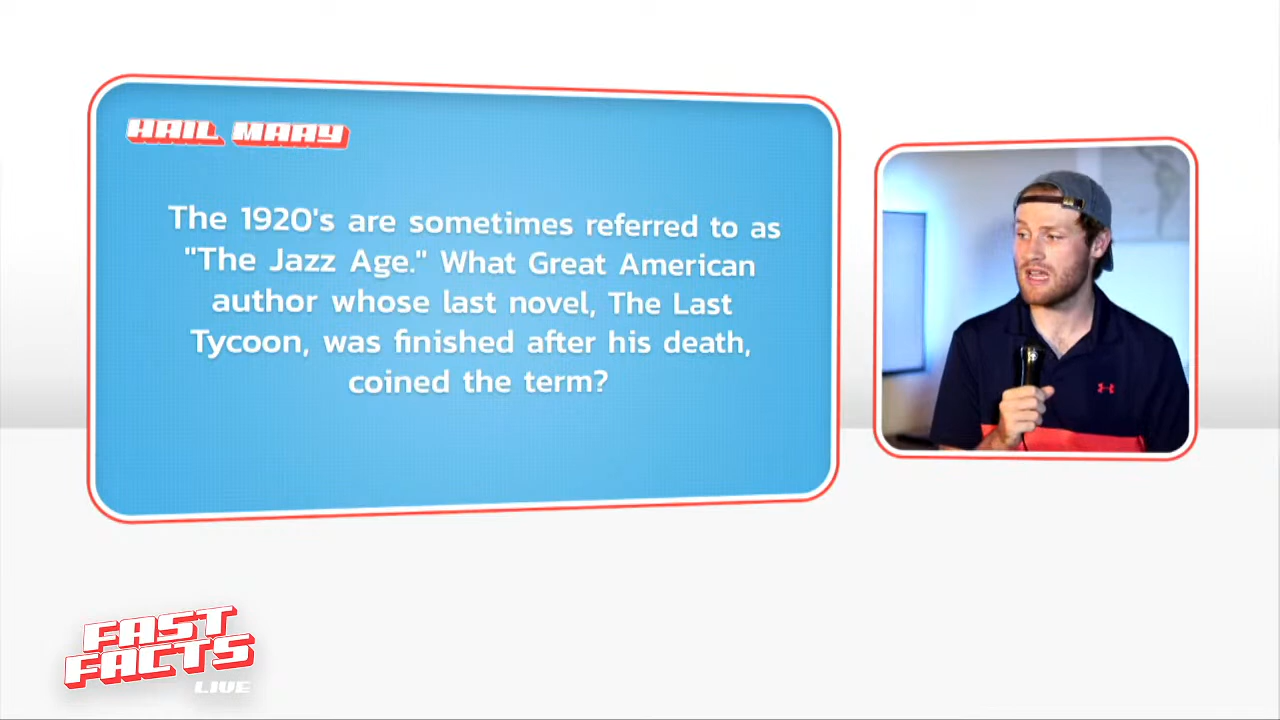 HAIL MARY
The 1920's are sometimes referred to as
"The Jazz Age." What Great American
author whose last novel, The Last
Tycoon, was finished after his death,
coined the term?
FAST
FACTS
LIVE